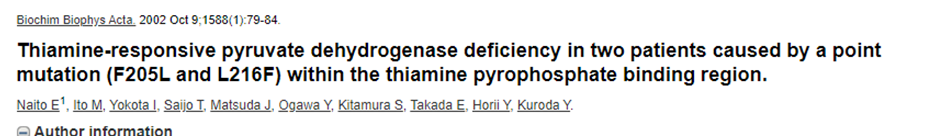 Biochim Biophys Acta. 2002 Oct 9;1588(1):79-84.
Thiamine-responsive pyruvate dehydrogenase deficiency in two patients caused by a point
mutation (F205L and L216F) within the thiamine pyrophosphate binding region.
Naito E1, Ito M, Yokota I, Saijo T, Matsuda J, Ogawa Y, Kitamura S, Takada E, Horii Y, Kuroda Y.
Author information